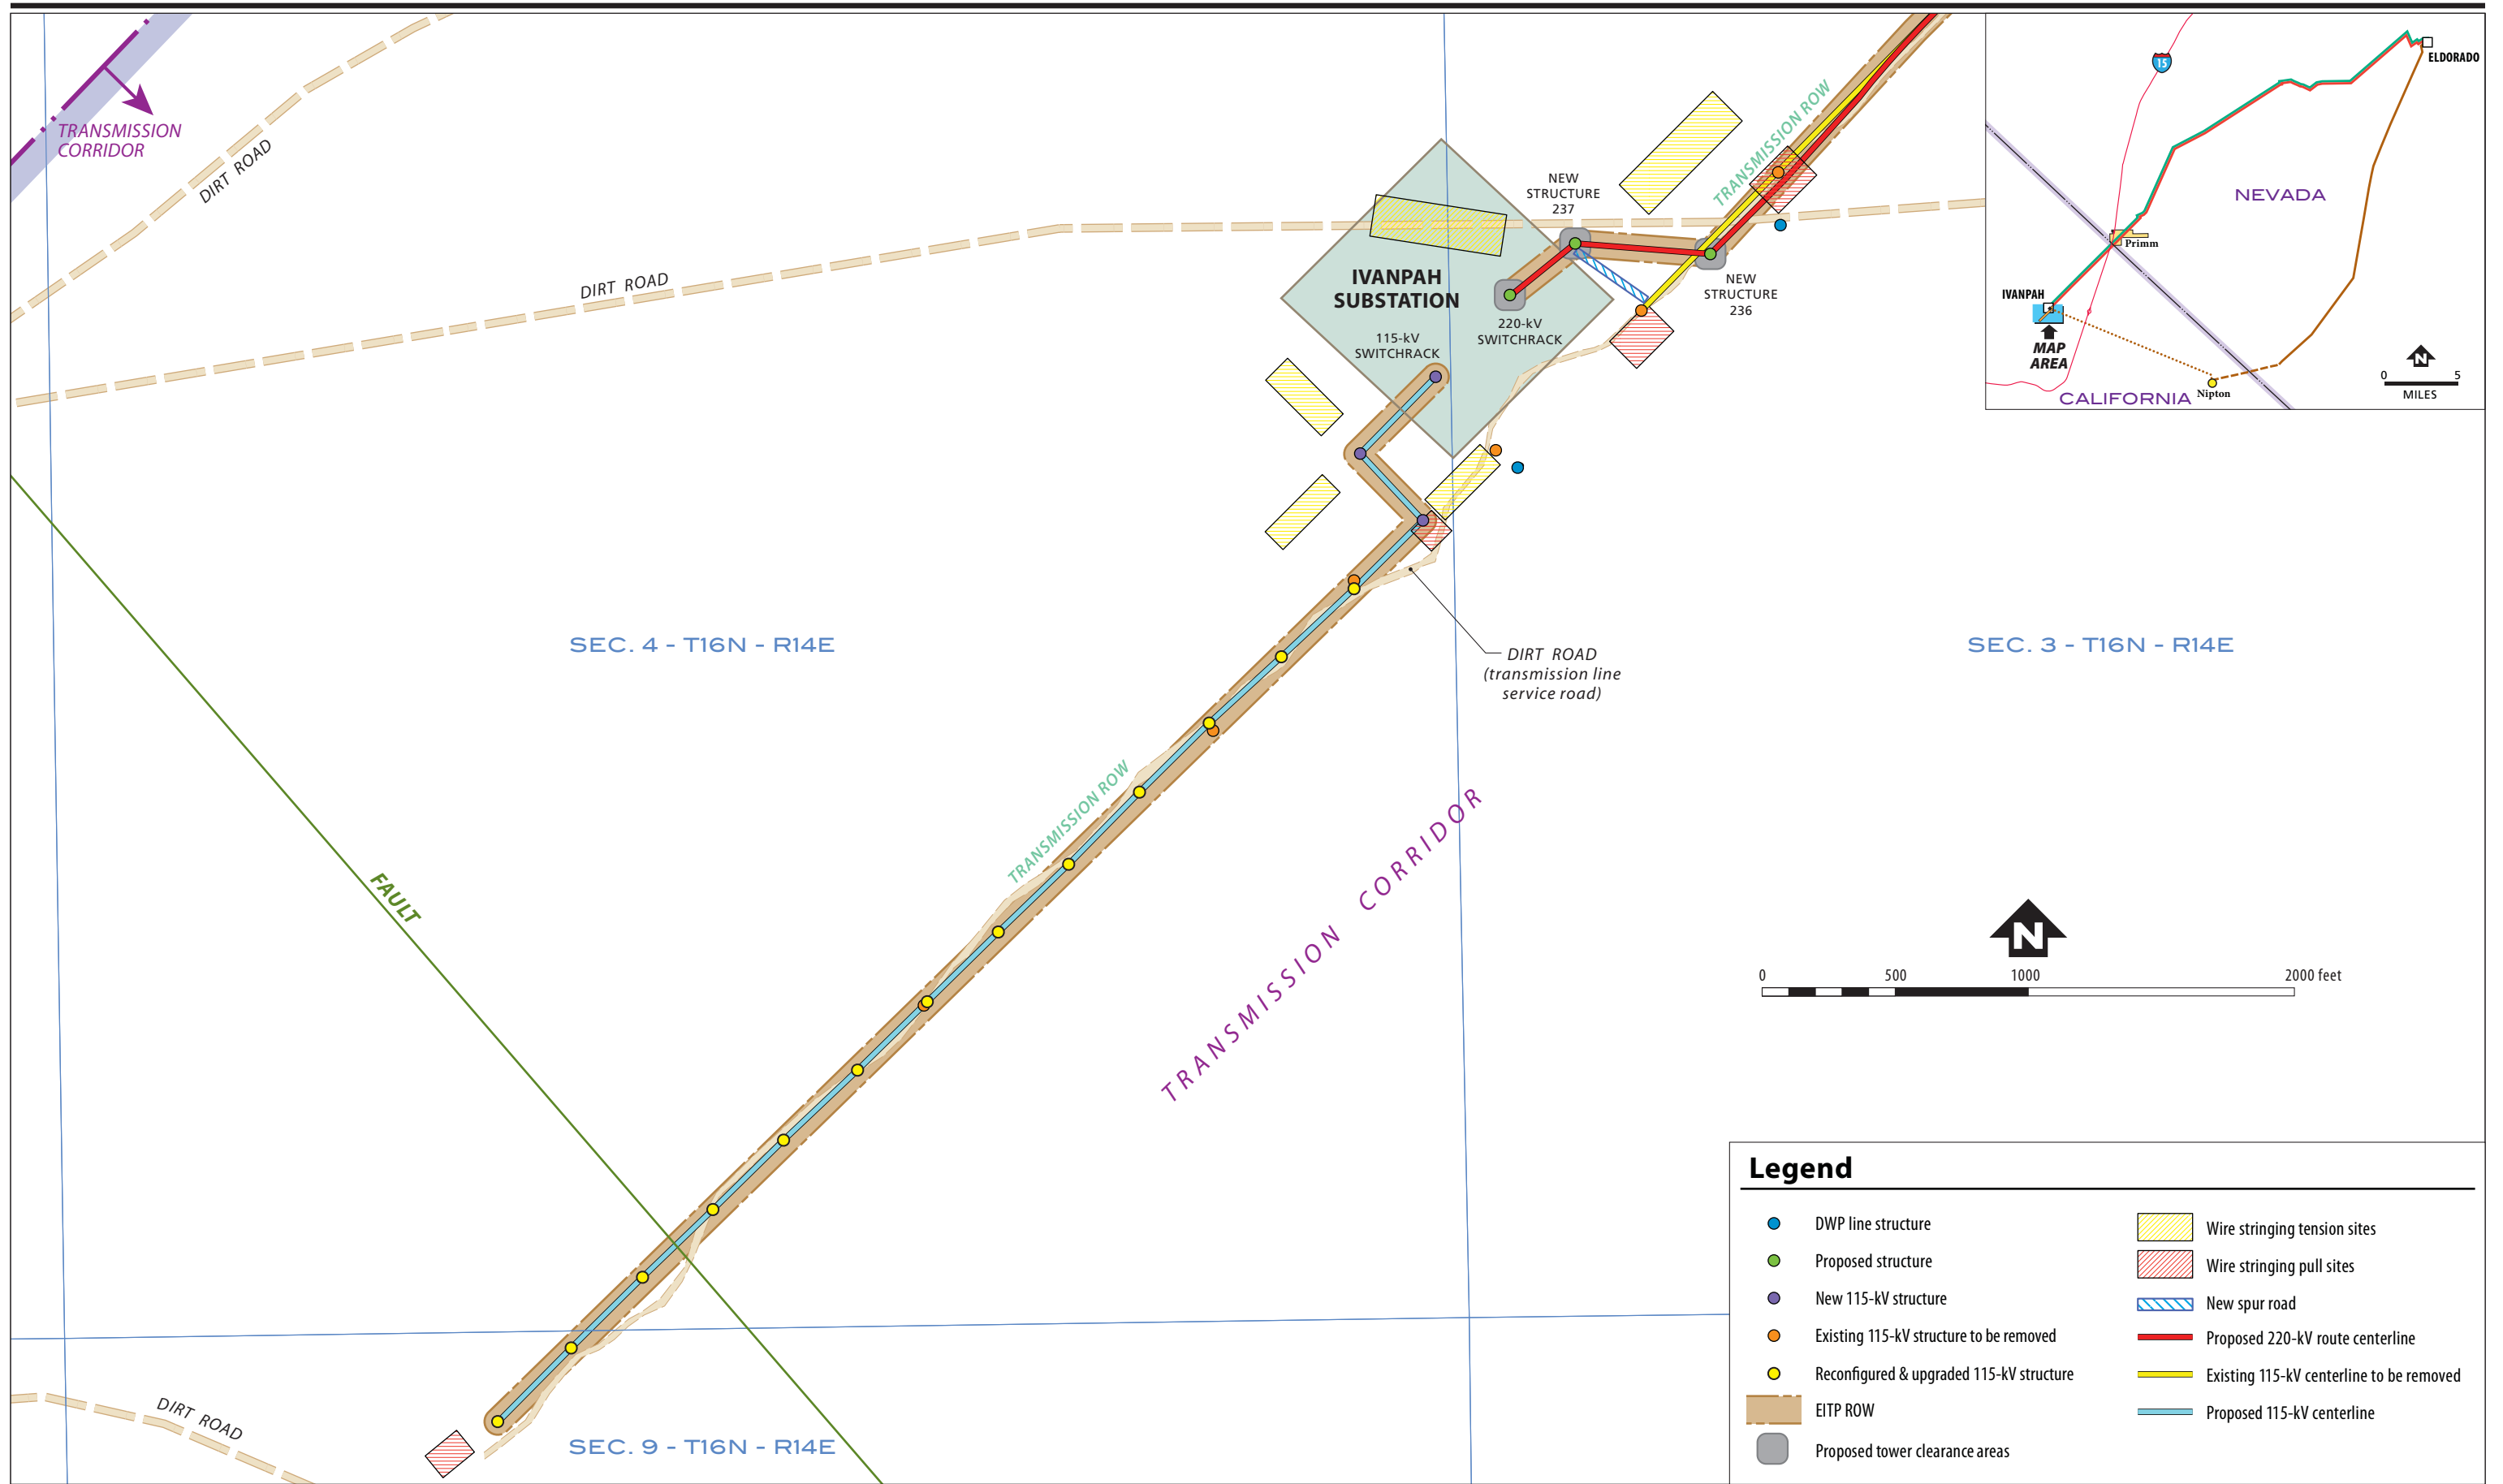 TRANSMISSION
CORRIDOR
DIRT ROAD
DIRT ROAD
TRANSMISSION ROW
NEW
STRUCTURE
237
IVANPAH
SUBSTATION
NEW
STRUCTURE
236
220-kV
SWITCHRACK
115-kV
SWITCHRACK
15
ELDORADO
NEVADA
Primm
IVANPAH
MAP
AREA
N
0 5
MILES
CALIFORNIA
Nipton
SEC. 4 - T16N - R14E
SEC. 3 - T16N - R14E
DIRT ROAD
(transmission line
service road)
TRANSMISSION ROW
FAULT
TRANSMISSION CORRIDOR
N
0 500 1000 2000 feet
DIRT ROAD
SEC. 9 - T16N - R14E
Legend
DWP line structure
Proposed structure
New 115-kV structure
Existing 115-kV structure to be removed
Reconfigured & upgraded 115-kV structure
EITP ROW
Proposed tower clearance areas
Wire stringing tension sites
Wire stringing pull sites
New spur road
Proposed 220-kV route centerline
Existing 115-kV centerline to be removed
Proposed 115-kV centerline